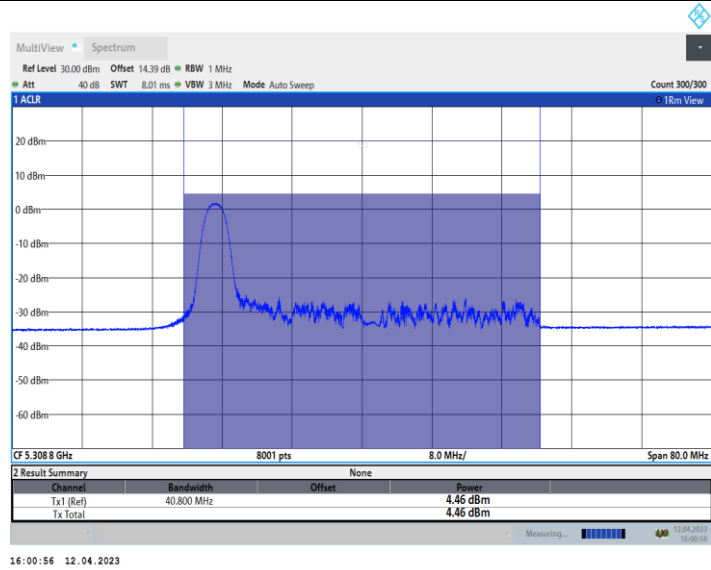 MultiView Spectrum
Ref Level 30.00 dBm Offset 14.39 dB RBW 1 MHz
Att 40 dB SWT 8.01 ms VBW 3 MHz Mode Auto Sweep Count 300/300
1 ACLR 1Rm View
20 dBm
10 dBm
0 dBm
-10 dBm
-20 dBm
-30 dBm
-40 dBm
-50 dBm
-60 dBm
CF 5.308 8 GHz 8001 pts 8.0 MHz/ Span 80.0 MHz
2 Result Summary None
Channel Bandwidth Offset Power
Tx1 (Ref) 40.800 MHz 4.46 dBm
Tx Total 4.46 dBm
Measuring... 12.04.2023
16:00:56
16:00:56 12.04.2023